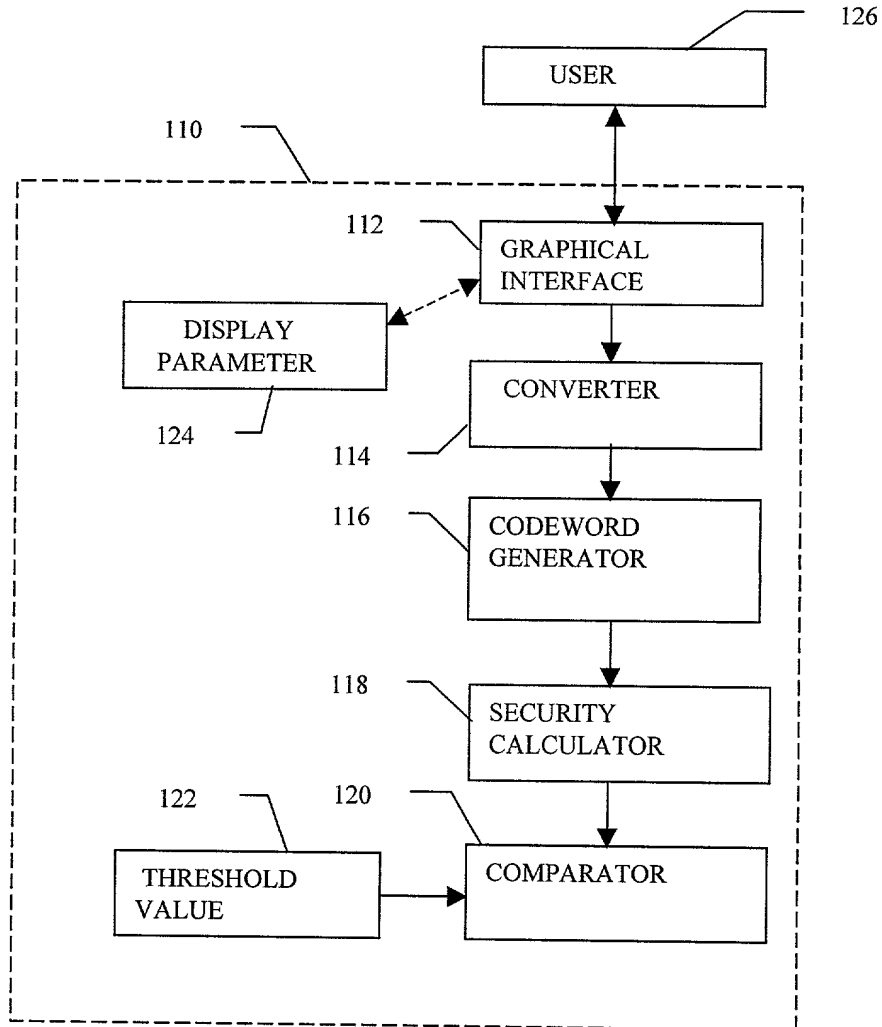 126
USER
110
112
GRAPHICAL
INTERFACE
DISPLAY
PARAMETER
124
CONVERTER
114
116
CODEWORD
GENERATOR
118
SECURITY
CALCULATOR
122
120
THRESHOLD
VALUE
COMPARATOR